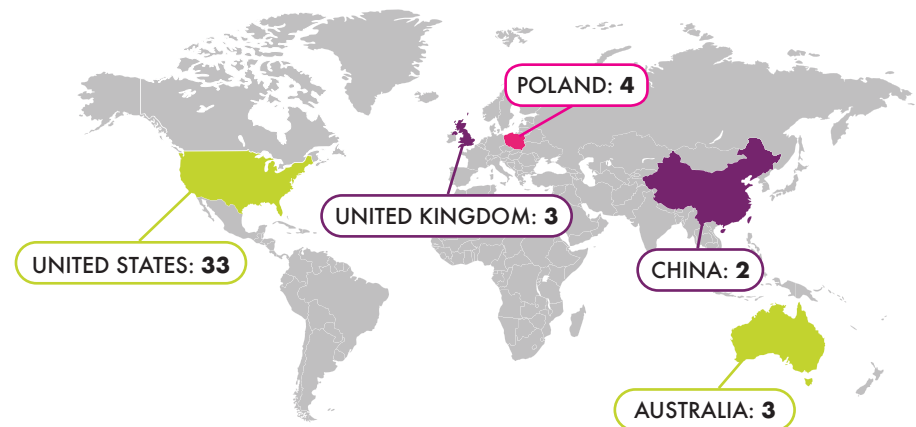 POLAND: 4
UNITED KINGDOM: 3
UNITED STATES: 33
CHINA: 2
AUSTRALIA: 3